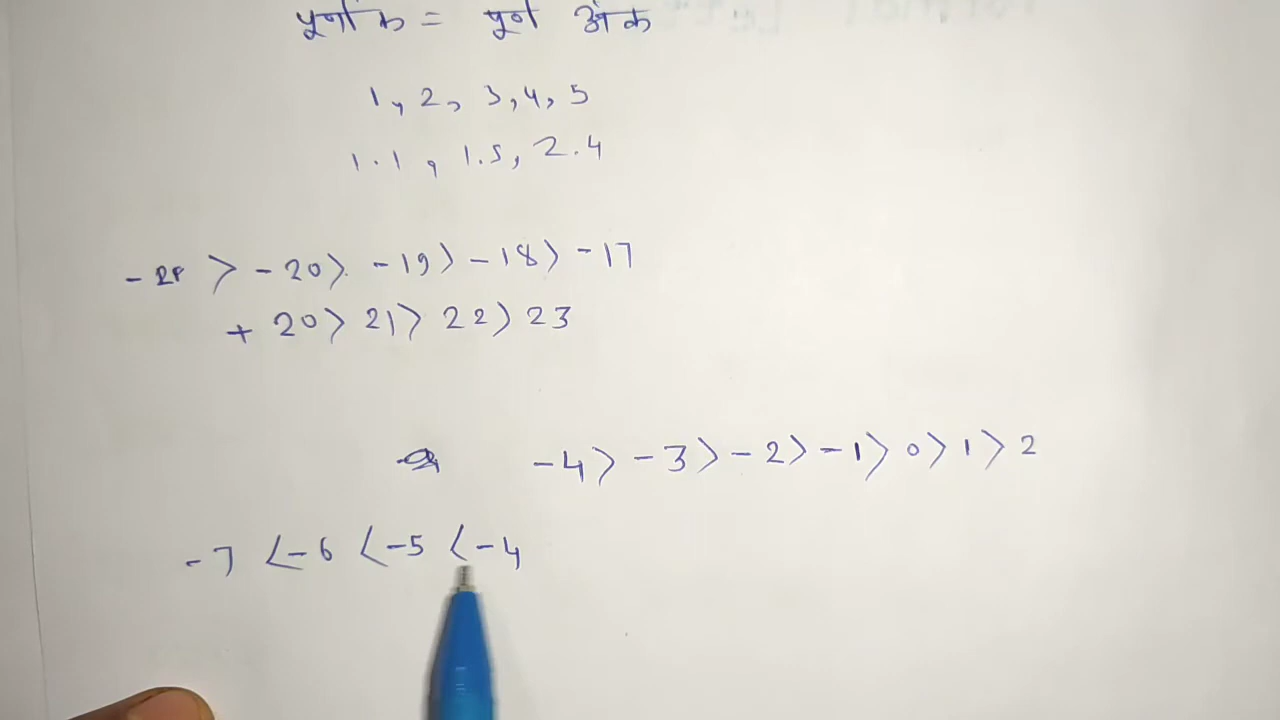 पूर्णांक = पूर्ण अंक
1, 2, 3, 4, 5
1.1, 1.5, 2.4
-21 > -20 > -19 > -18 > -17
+ 20 > 21 > 22 > 23
-4 > -3 > -2 > -1 > 0 > 1 > 2
-7 < -6 < -5 < -4